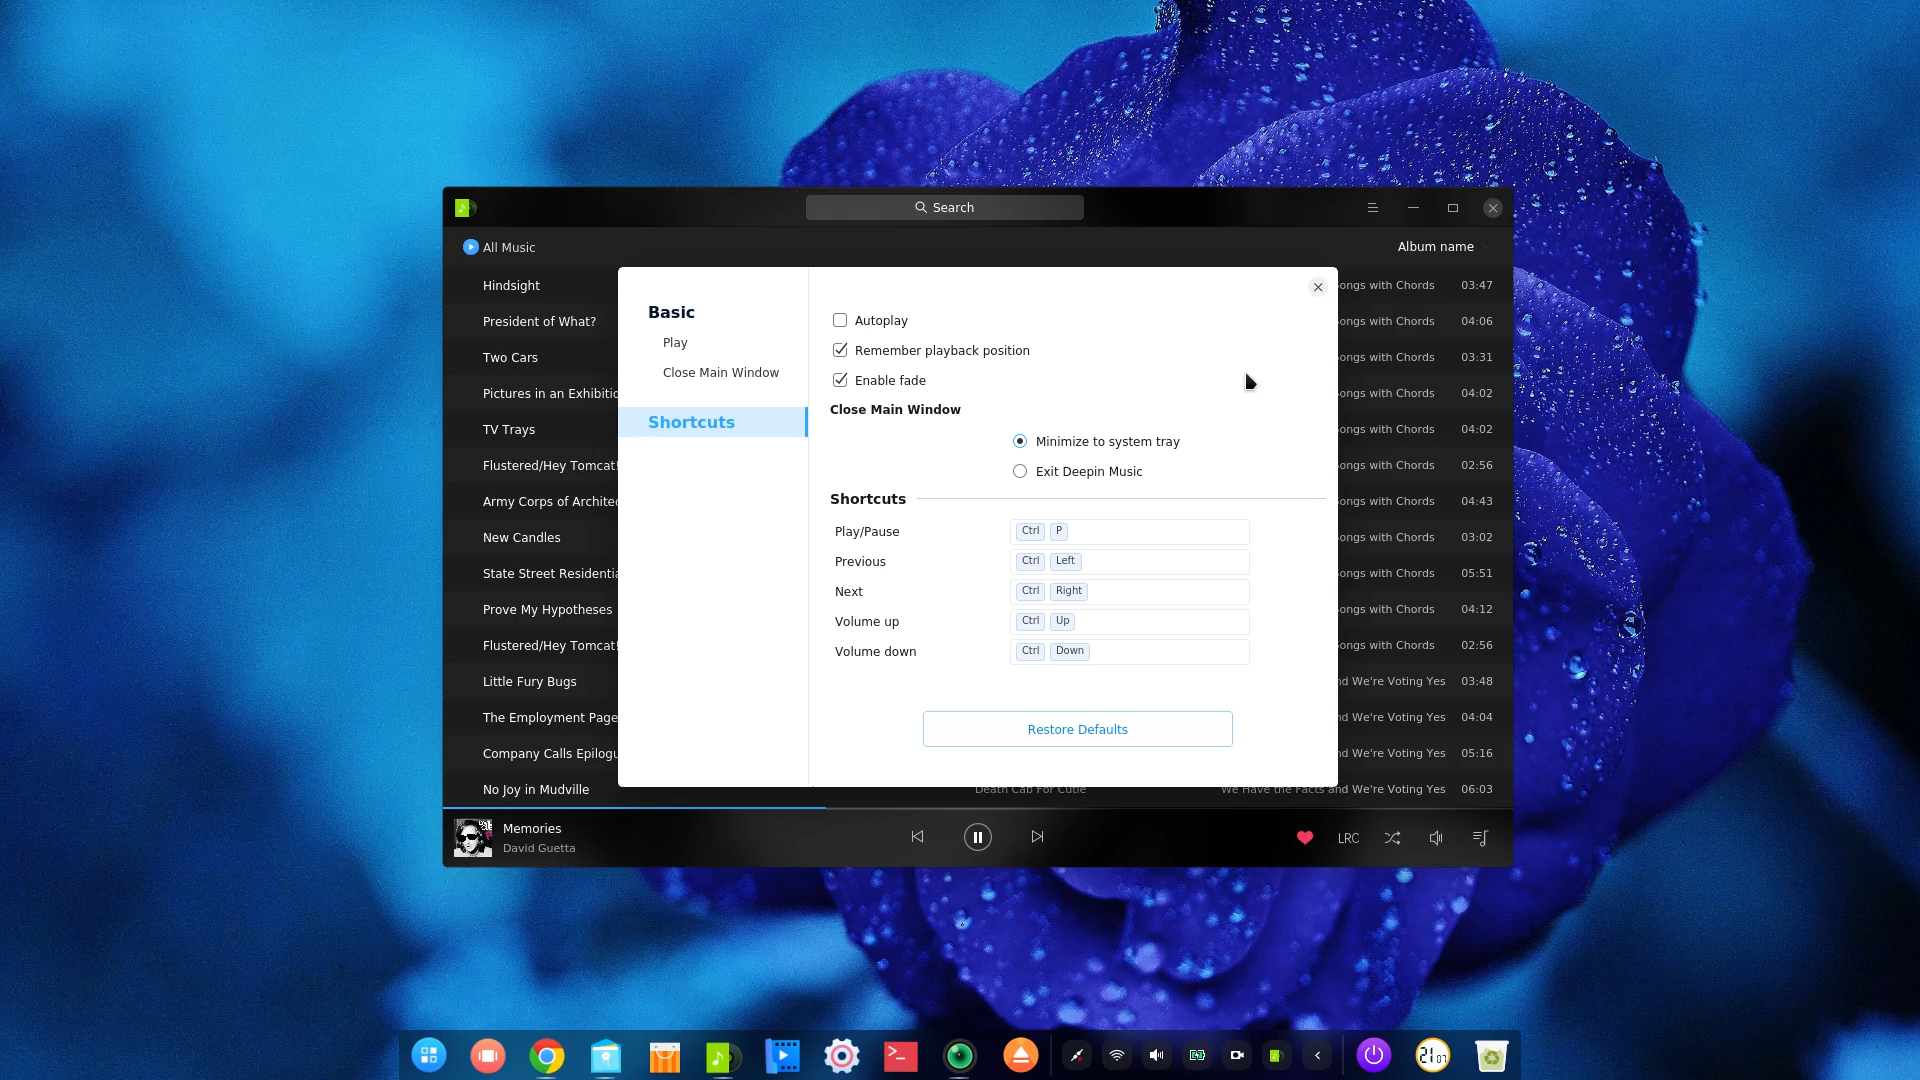 Search
All Music
Album name
Hindsight
ongs with Chords 03:47
President of What?
ongs with Chords 04:06
Two Cars
ongs with Chords 03:31
Pictures in an Exhibitio
ongs with Chords 04:02
TV Trays
ongs with Chords 04:02
Flustered/Hey Tomcat!
ongs with Chords 02:56
Army Corps of Architec
ongs with Chords 04:43
New Candles
ongs with Chords 03:02
State Street Residentia
ongs with Chords 05:51
Prove My Hypotheses
ongs with Chords 04:12
Flustered/Hey Tomcat!
ongs with Chords 02:56
Little Fury Bugs
nd We're Voting Yes 03:48
The Employment Page
nd We're Voting Yes 04:04
Company Calls Epilogu
nd We're Voting Yes 05:16
No Joy in Mudville
Death Cab For Cutie
We Have the Facts and We're Voting Yes 06:03
Basic
Play
Close Main Window
Shortcuts
Autoplay
Remember playback position
Enable fade
Close Main Window
Minimize to system tray
Exit Deepin Music
Shortcuts
Play/Pause Ctrl P
Previous Ctrl Left
Next Ctrl Right
Volume up Ctrl Up
Volume down Ctrl Down
Restore Defaults
Memories
David Guetta
LRC
21 07